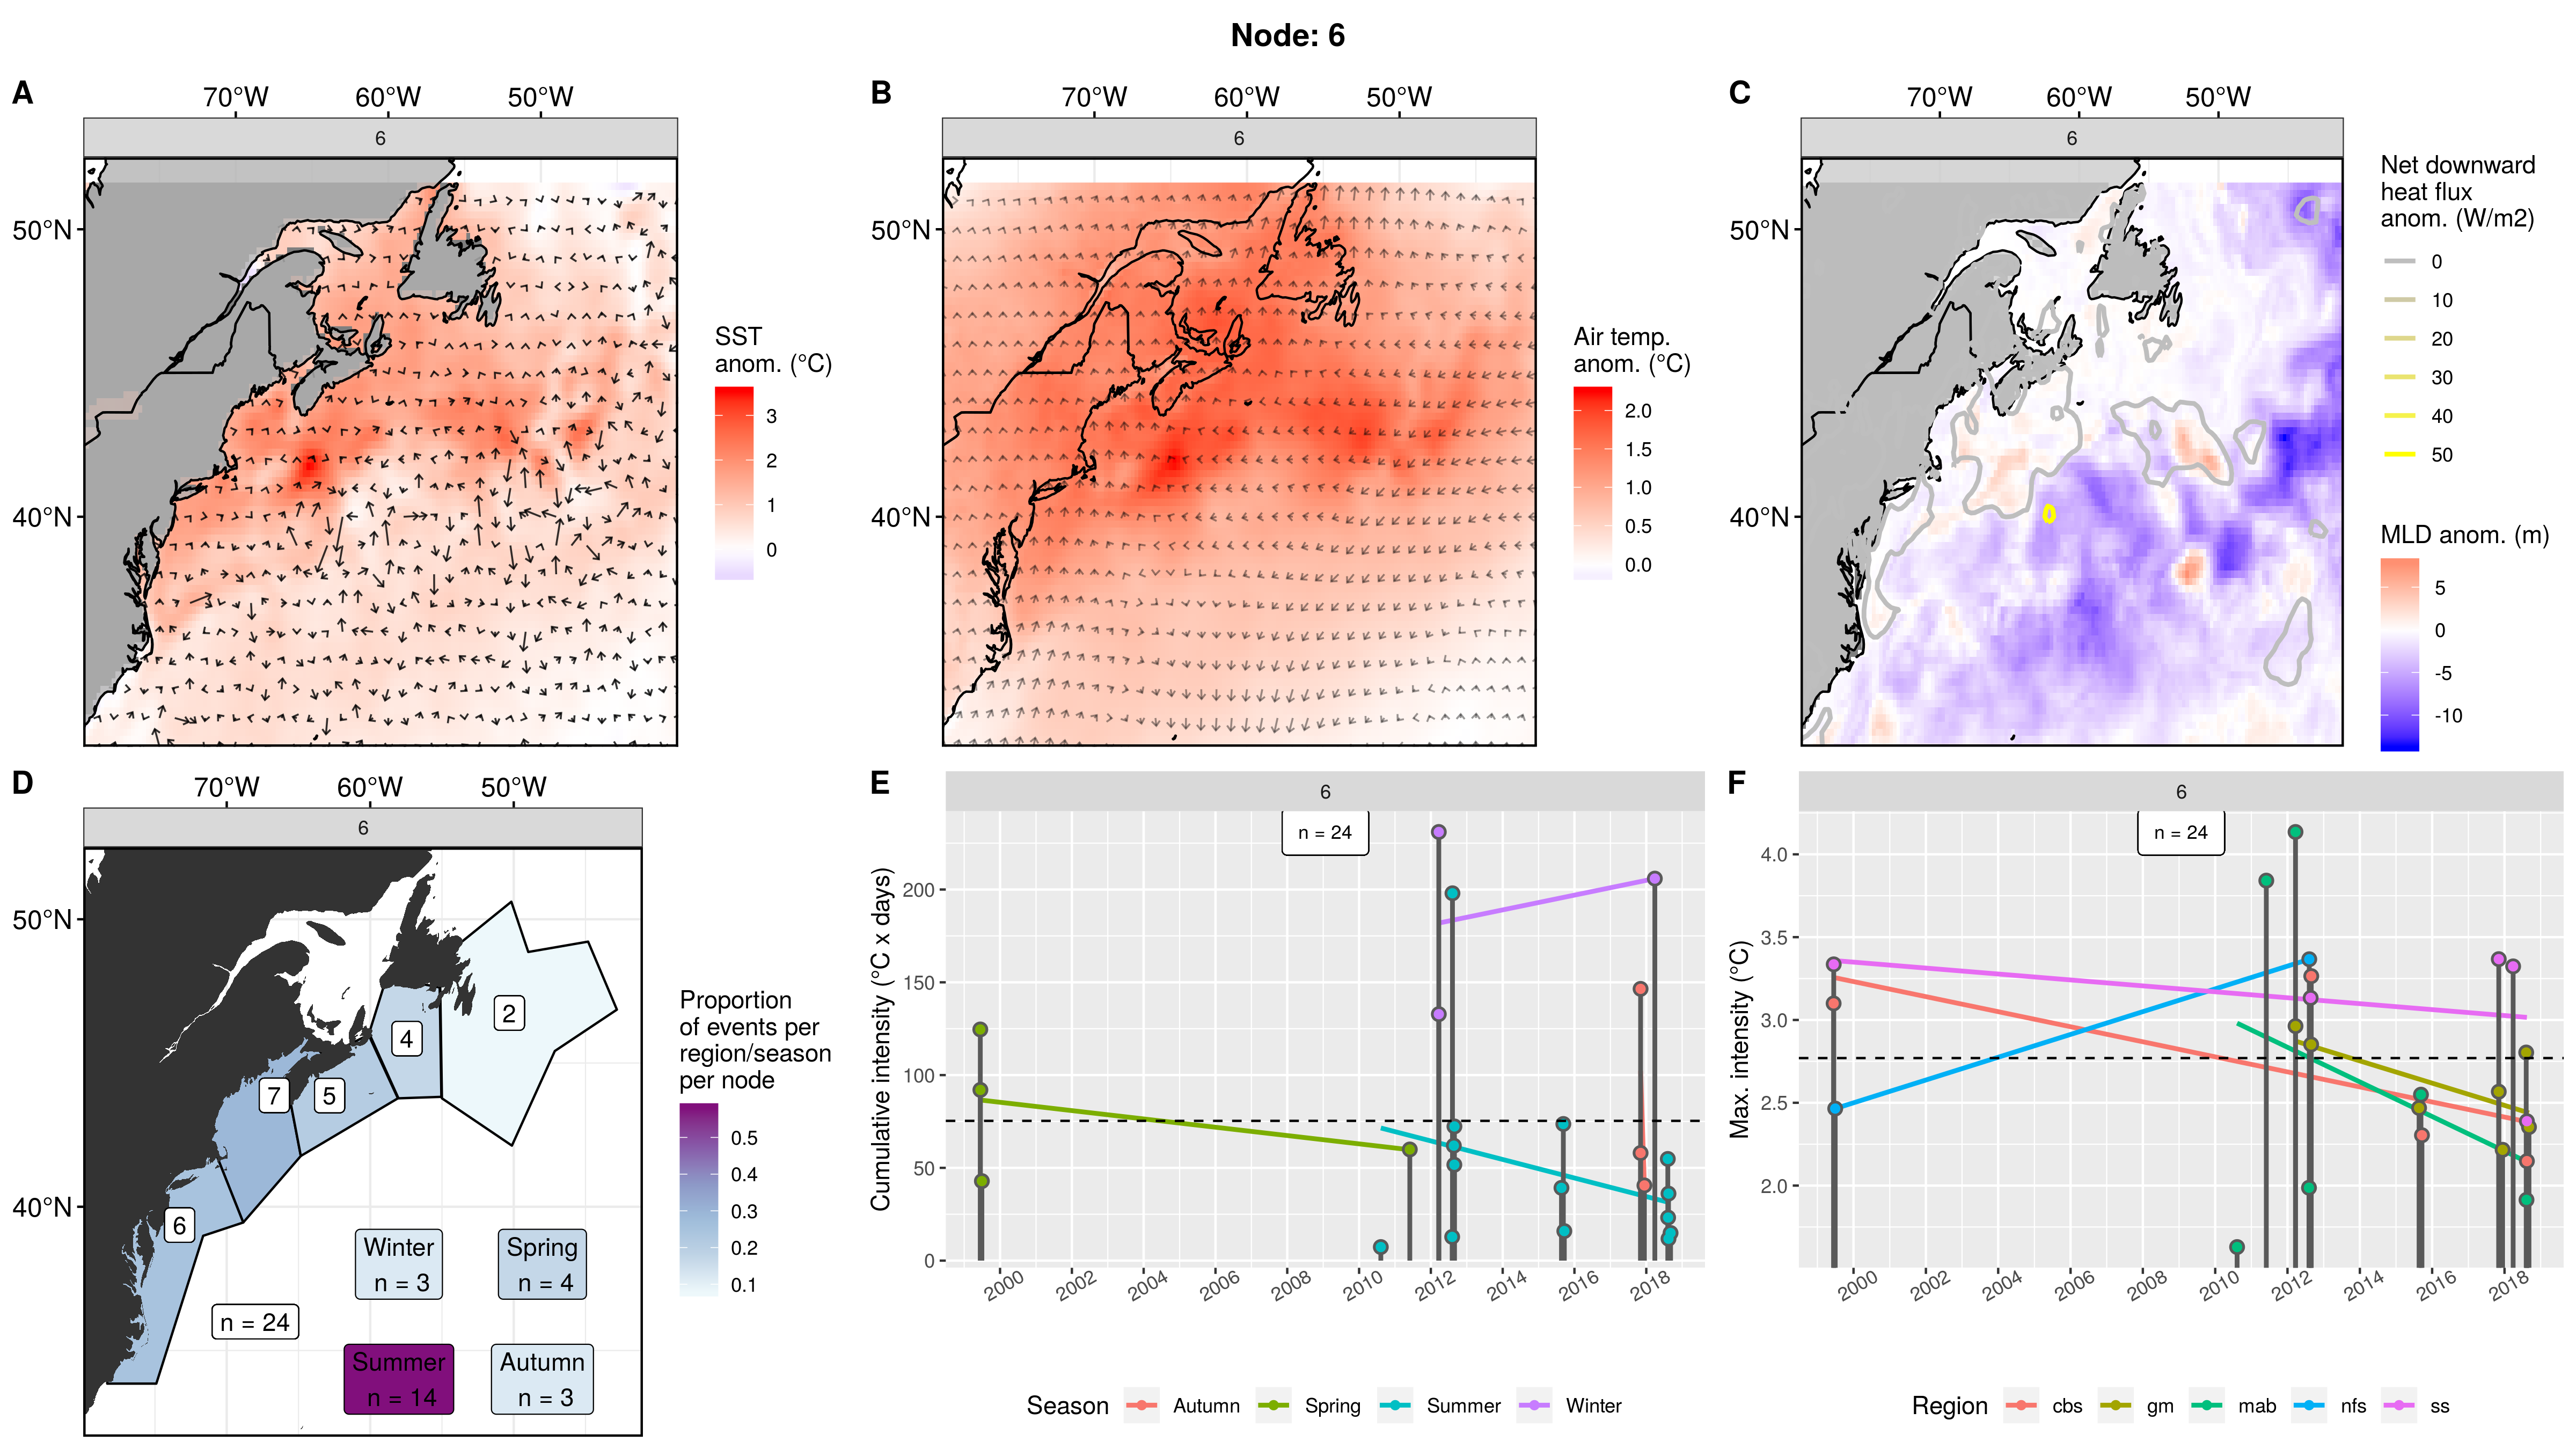 Node: 6
A
70°W 60°W 50°W
6
50°N
40°N
SST
anom. (°C)
3
2
1
0
B
70°W 60°W 50°W
6
50°N
40°N
Air temp.
anom. (°C)
2.0
1.5
1.0
0.5
0.0
C
70°W 60°W 50°W
6
50°N
40°N
Net downward
heat flux
anom. (W/m2)
0
10
20
30
40
50
MLD anom. (m)
5
0
-5
-10
D
70°W 60°W 50°W
6
50°N
40°N
2
4
5
7
6
n = 24
Winter
n = 3
Spring
n = 4
Summer
n = 14
Autumn
n = 3
Proportion
of events per
region/season
per node
0.5
0.4
0.3
0.2
0.1
E
6
n = 24
Cumulative intensity (°C x days)
200
150
100
50
0
2000 2002 2004 2006 2008 2010 2012 2014 2016 2018
Season Autumn Spring Summer Winter
F
6
n = 24
Max. intensity (°C)
4.0
3.5
3.0
2.5
2.0
2000 2002 2004 2006 2008 2010 2012 2014 2016 2018
Region cbs gm mab nfs ss